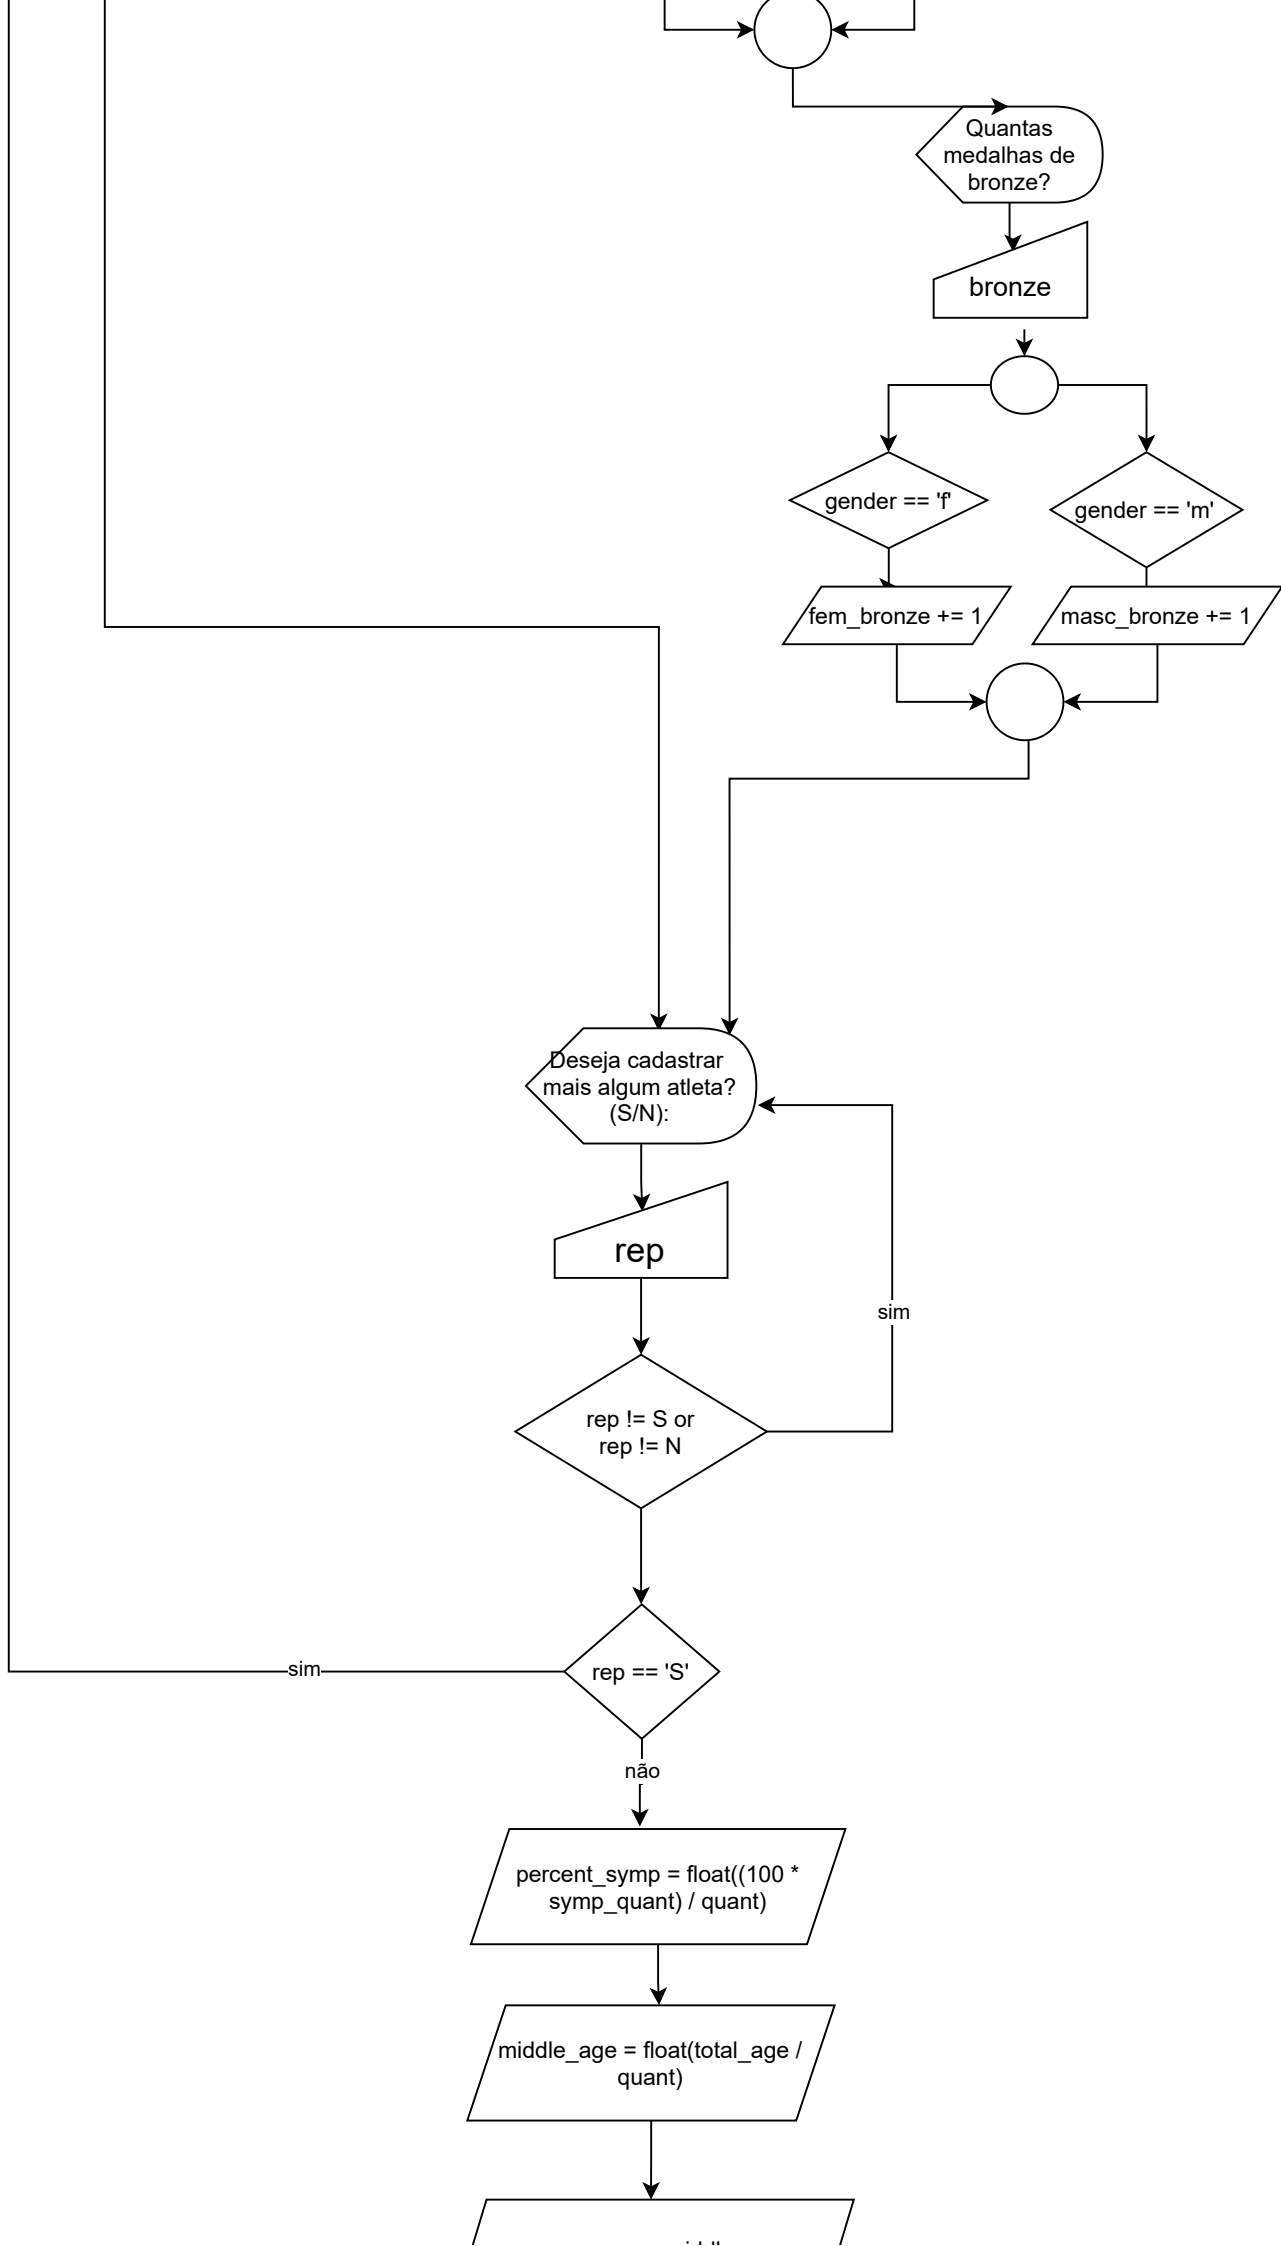 Quantas
medalhas de
bronze?
bronze
gender == 'f'
gender == 'm'
fem_bronze += 1
masc_bronze += 1
Deseja cadastrar
mais algum atleta?
(S/N):
rep
sim
rep != S or
rep != N
sim
rep == 'S'
não
percent_symp = float((100 *
symp_quant) / quant)
middle_age = float(total_age /
quant)